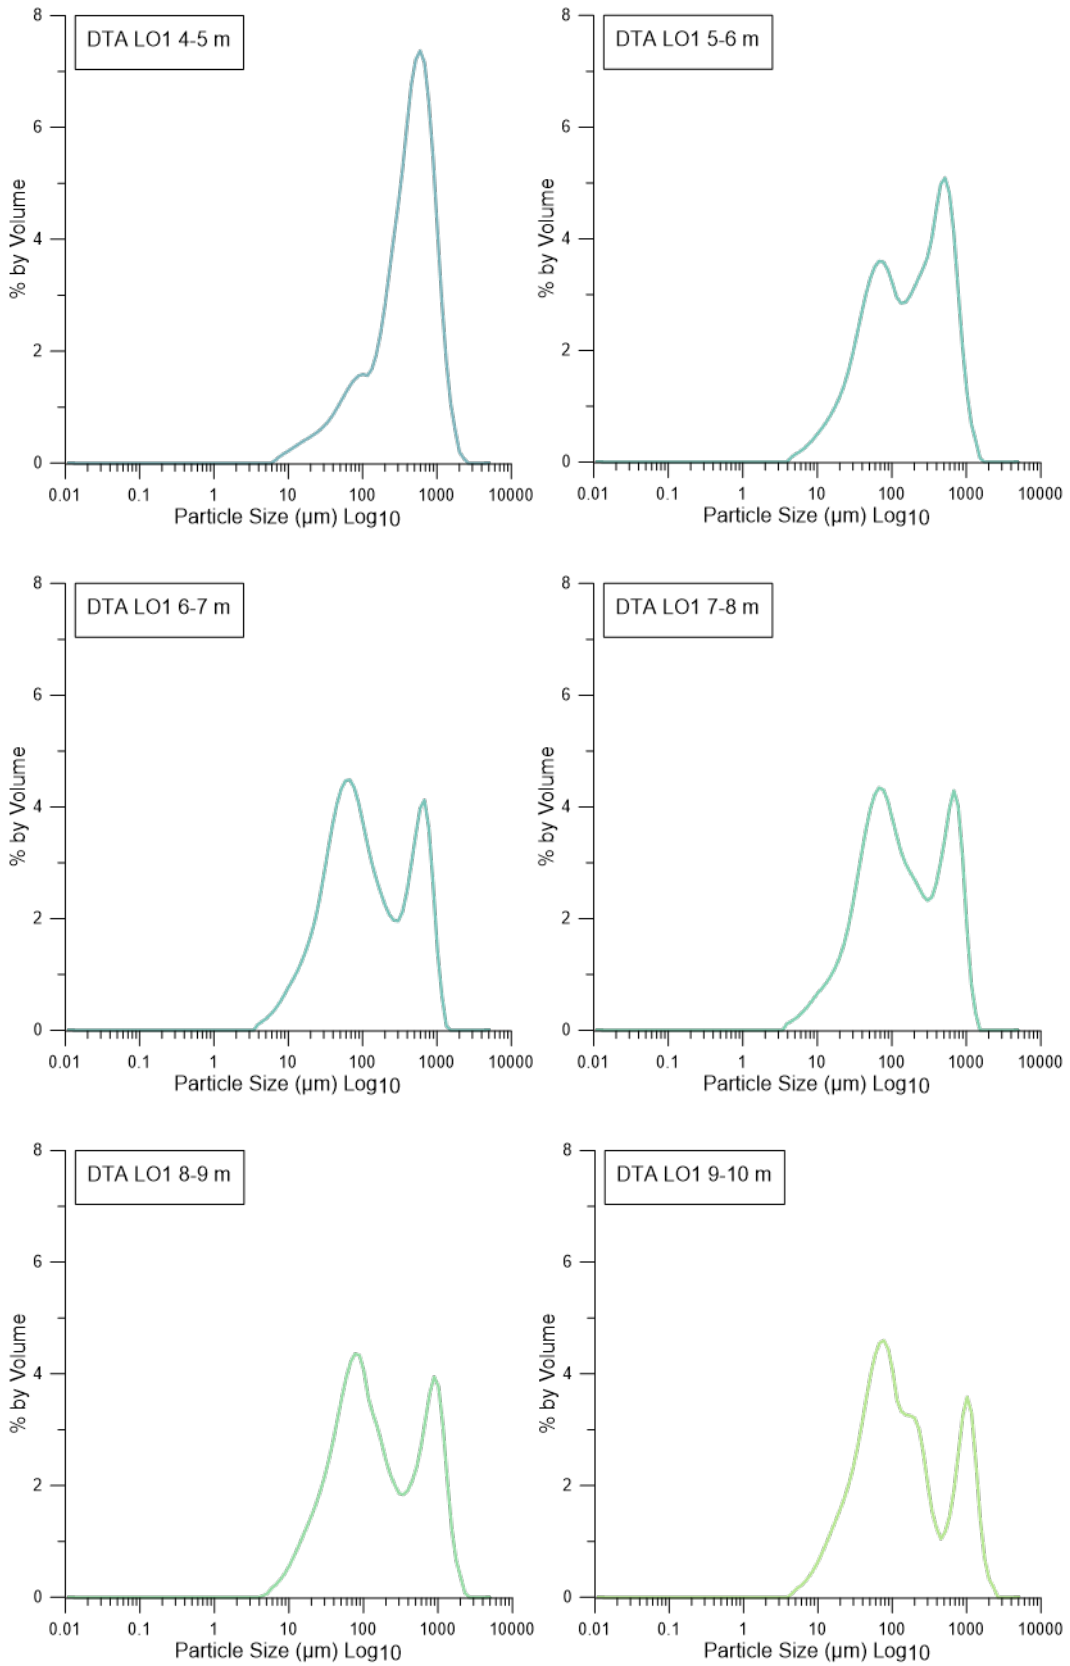 DTA LO1 4-5 m
8
6
4
2
0
% by Volume
0.01 0.1 1 10 100 1000 10000
Particle Size (µm) Log10
DTA LO1 5-6 m
8
6
4
2
0
% by Volume
0.01 0.1 1 10 100 1000 10000
Particle Size (µm) Log10
DTA LO1 6-7 m
8
6
4
2
0
% by Volume
0.01 0.1 1 10 100 1000 10000
Particle Size (µm) Log10
DTA LO1 7-8 m
8
6
4
2
0
% by Volume
0.01 0.1 1 10 100 1000 10000
Particle Size (µm) Log10
DTA LO1 8-9 m
8
6
4
2
0
% by Volume
0.01 0.1 1 10 100 1000 10000
Particle Size (µm) Log10
DTA LO1 9-10 m
8
6
4
2
0
% by Volume
0.01 0.1 1 10 100 1000 10000
Particle Size (µm) Log10